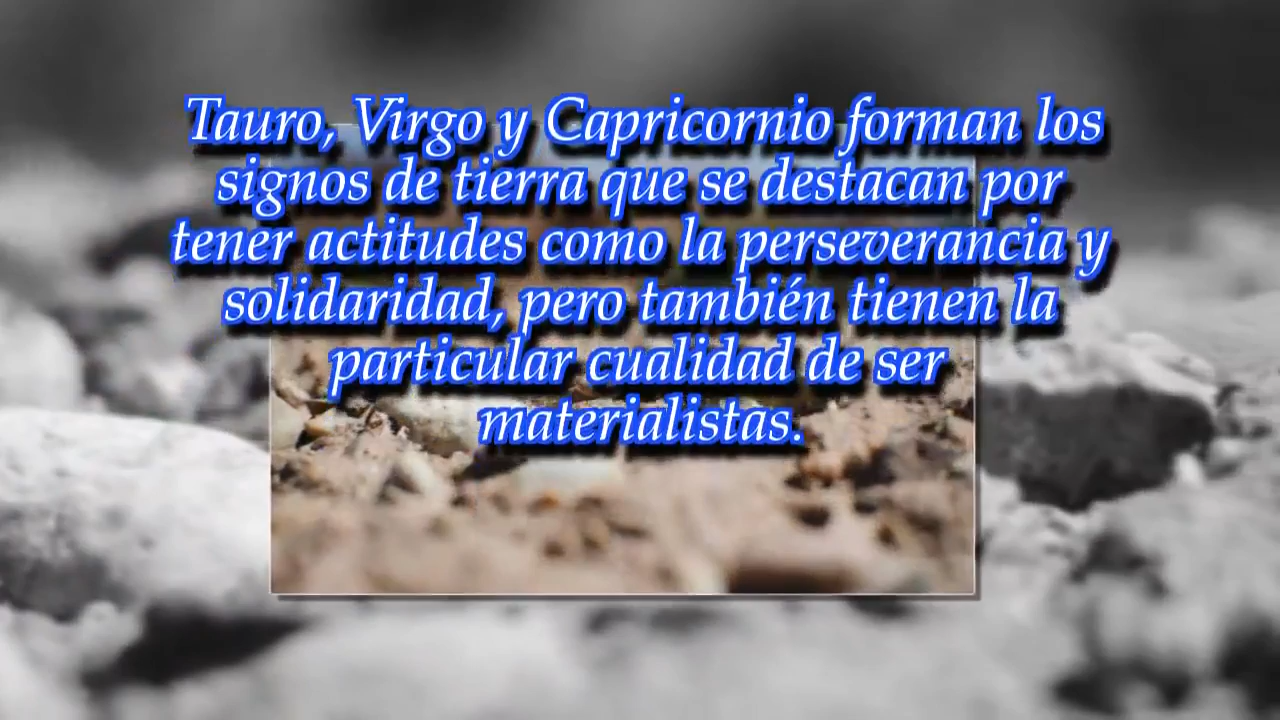 Tauro, Virgo y Capricornio forman los
signos de tierra que se destacan por
tener actitudes como la perseverancia y
solidaridad, pero también tienen la
particular cualidad de ser
materialistas.